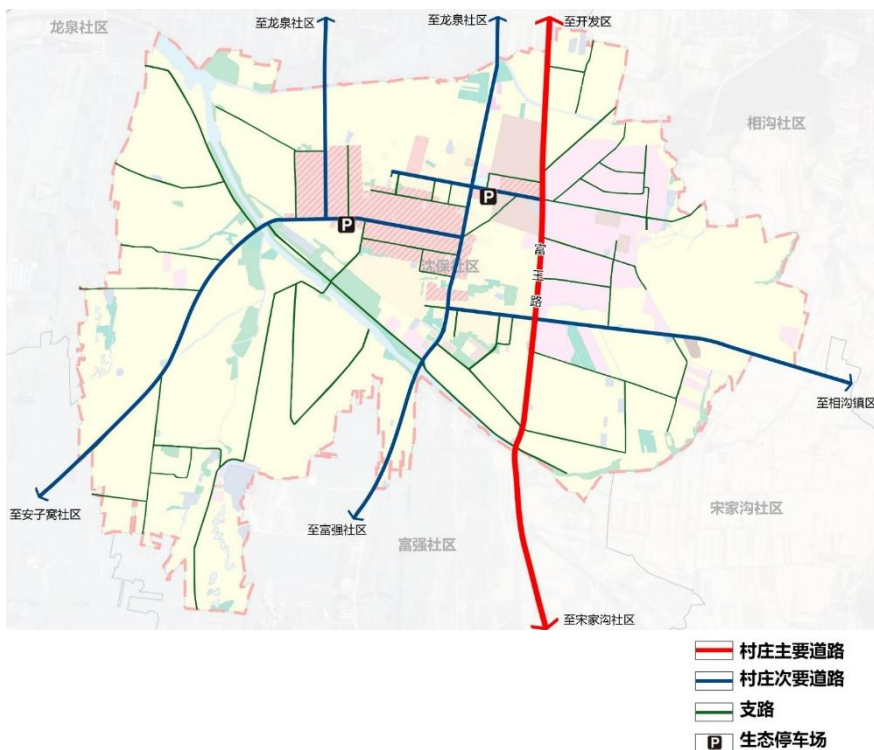 龙泉社区
至龙泉社区
至龙泉社区
至开发区
相沟社区
P
P
富
王
路
沈保社区
至相沟镇区
至安子窝社区
至富强社区
富强社区
宋家沟社区
至宋家沟社区
村庄主要道路
村庄次要道路
支路
P 生态停车场